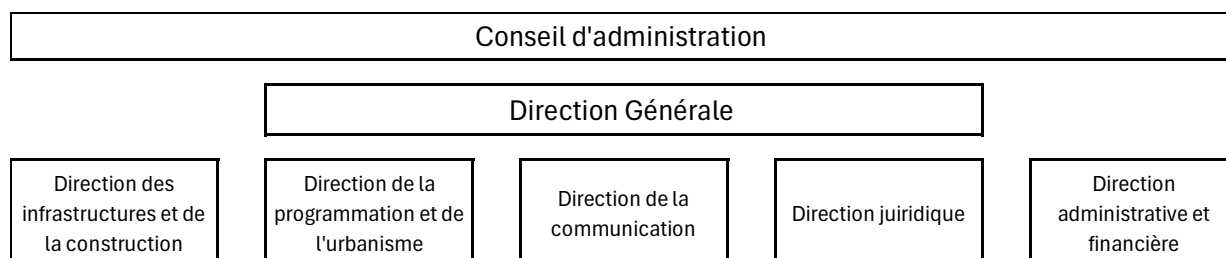 Conseil d'administration
Direction Générale
Direction des
infrastructures et de
la construction
Direction de la
programmation et de
l'urbanisme
Direction de la
communication
Direction juiridique
Direction
administrative et
financière